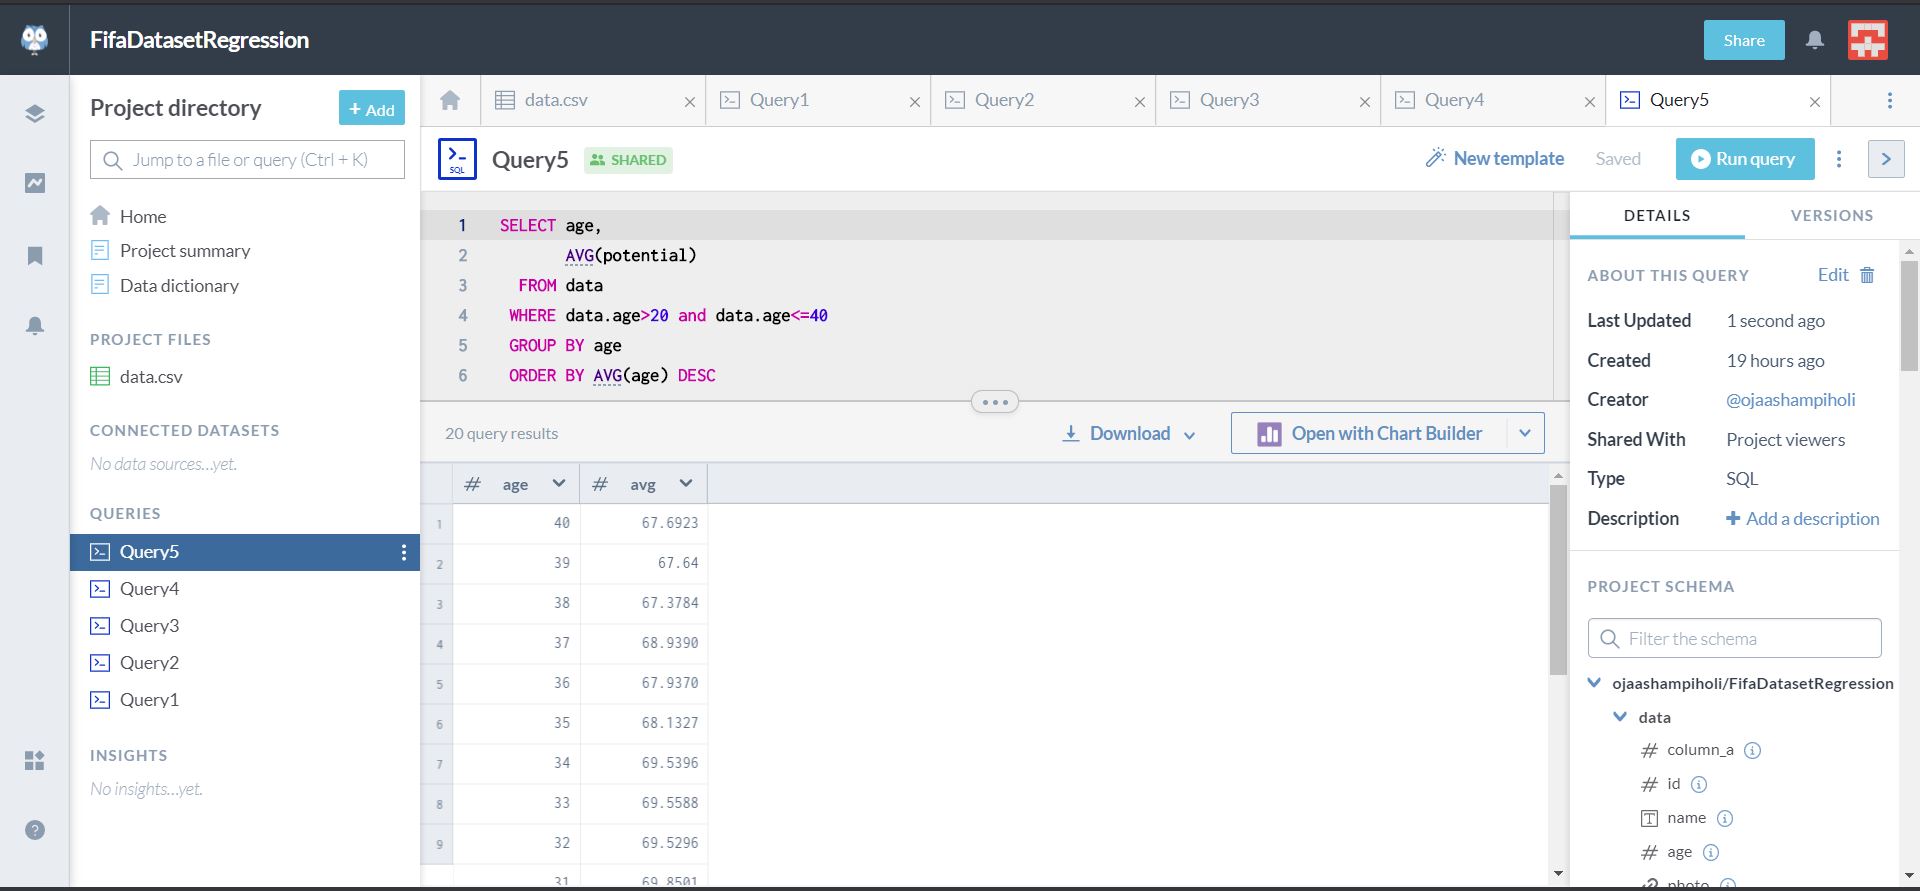 FifaDatasetRegression
Share
Project directory
+ Add
Jump to a file or query (Ctrl + K)
Home
Project summary
Data dictionary
PROJECT FILES
data.csv
CONNECTED DATASETS
No data sources...yet.
QUERIES
Query5
Query4
Query3
Query2
Query1
INSIGHTS
No insights...yet.
data.csv
Query1
Query2
Query3
Query4
Query5
SQL
Query5
SHARED
New template
Saved
Run query
1 SELECT age,
2 AVG(potential)
3 FROM data
4 WHERE data.age>20 and data.age<=40
5 GROUP BY age
6 ORDER BY AVG(age) DESC
20 query results
Download
Open with Chart Builder
# age # avg
1 40 67.6923
2 39 67.64
3 38 67.3784
4 37 68.9390
5 36 67.9370
6 35 68.1327
7 34 69.5396
8 33 69.5588
9 32 69.5296
31 69.8501
DETAILS
VERSIONS
ABOUT THIS QUERY
Edit
Last Updated 1 second ago
Created 19 hours ago
Creator @ojaashampiholi
Shared With Project viewers
Type SQL
Description + Add a description
PROJECT SCHEMA
Filter the schema
ojaashampiholi/FifaDatasetRegression
data
# column_a
# id
T name
# age
photo